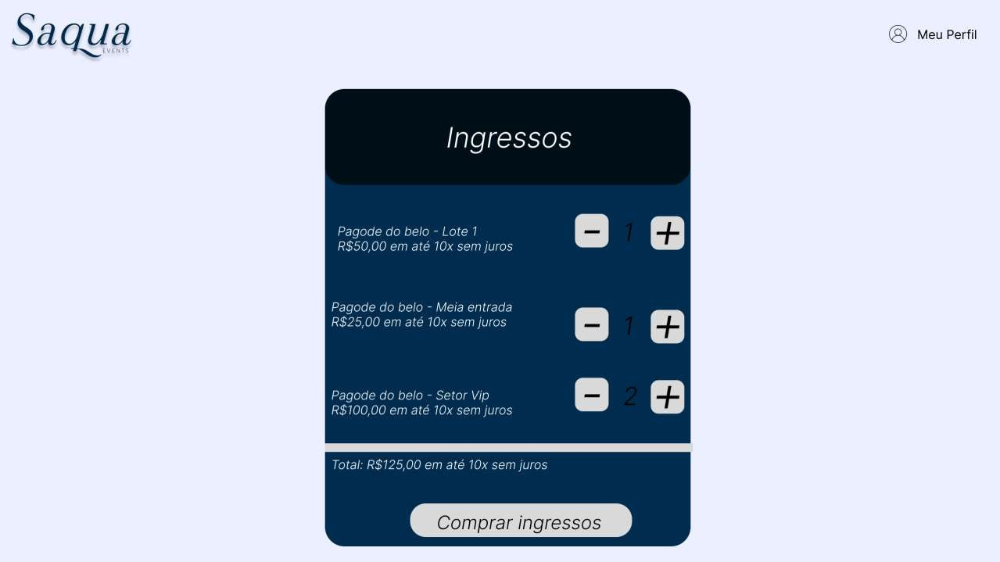 Saqua
EVENTS
Meu Perfil
Ingressos
Pagode do belo - Lote 1
R$50,00 em até 10x sem juros
- 1 +
Pagode do belo - Meia entrada
R$25,00 em até 10x sem juros
- 1 +
Pagode do belo - Setor Vip
R$100,00 em até 10x sem juros
- 2 +
Total: R$125,00 em até 10x sem juros
Comprar ingressos